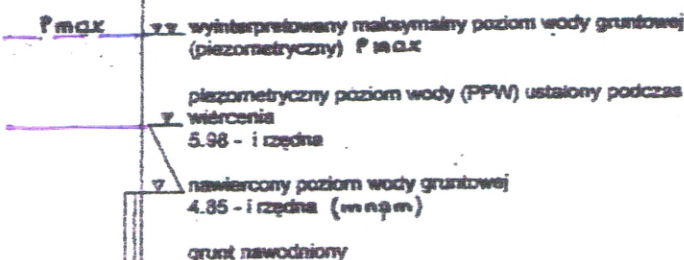 Pmax wyinterpretowany maksymalny poziom wody gruntowej
(piezometryczny) Pmax
piezometryczny poziom wody (PPW) ustalony podczas
wiercenia
5.98 - i rzędna
nawiercony poziom wody gruntowej
4.85 - i rzędna (mnpm)
grunt nawodniony